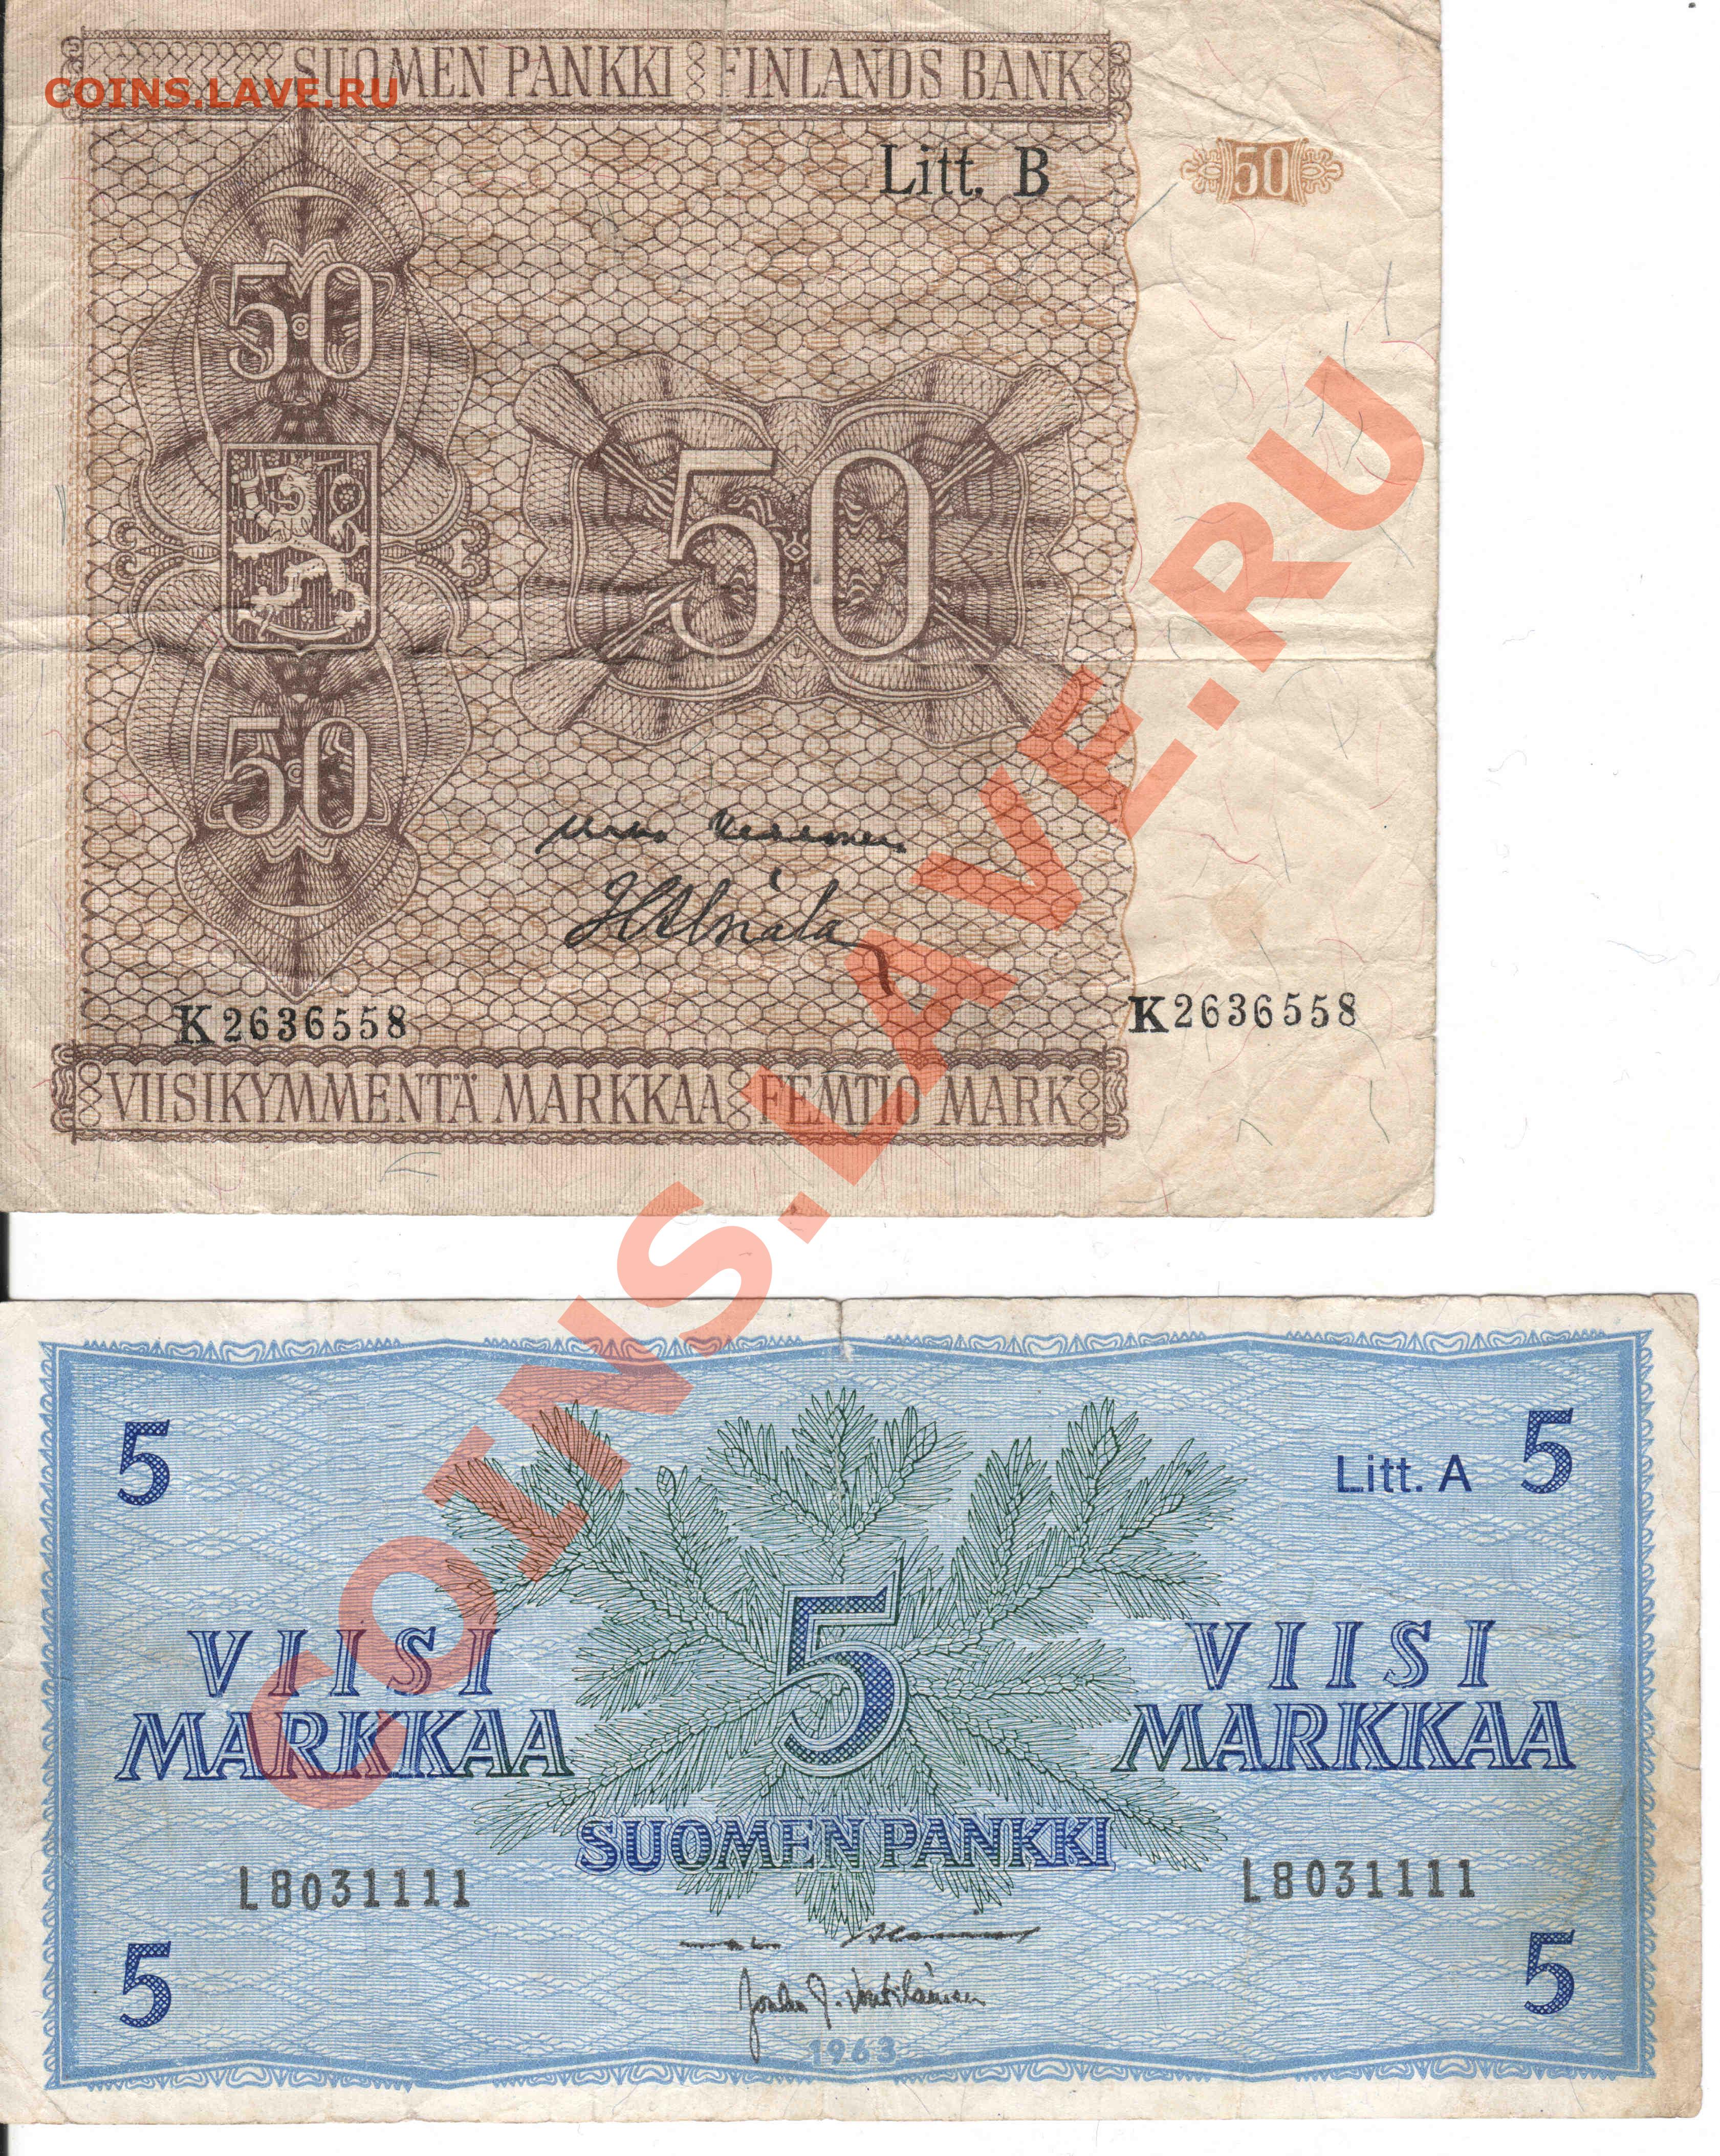 SUOMEN PANKKI FINLANDS BANK
COINS.LAVE.RU
Litt. B
50
50
50
50
K2636558
K2636558
VIISIKYMMENTÄ MARKKAA FEMTIO MARK
COINS.LAVE.RU
5
Litt. A 5
5
VIISI
MARKKAA
VIISI
MARKKAA
SUOMEN PANKKI
L8031111
L8031111
5
5
1963